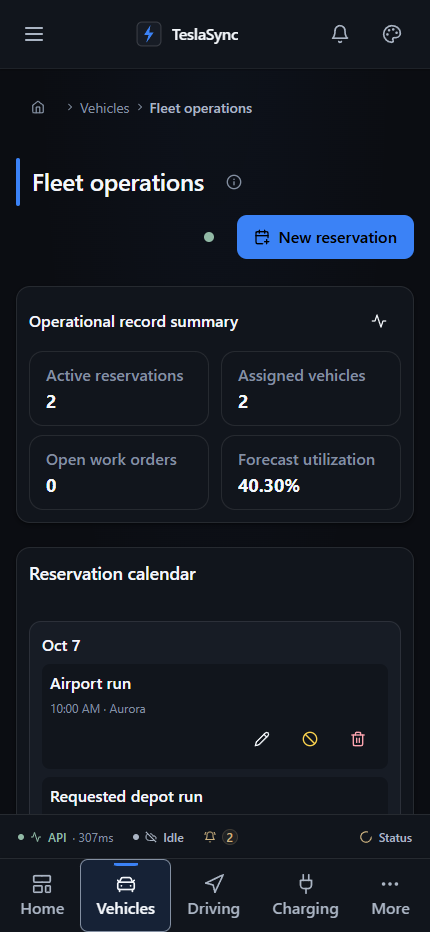 TeslaSync
Vehicles > Fleet operations
Fleet operations
New reservation
Operational record summary
Active reservations
2
Assigned vehicles
2
Open work orders
0
Forecast utilization
40.30%
Reservation calendar
Oct 7
Airport run
10:00 AM · Aurora
Requested depot run
API · 307ms
Idle
2
Status
Home
Vehicles
Driving
Charging
More